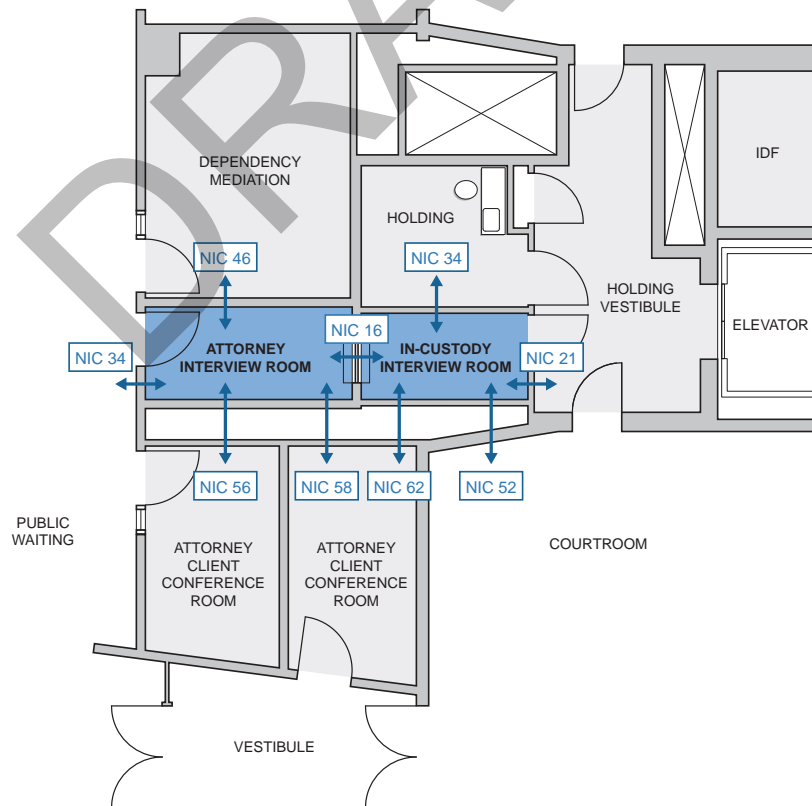 DRA
DEPENDENCY
MEDIATION
IDF
HOLDING
NIC 46
NIC 34
HOLDING
VESTIBULE
ELEVATOR
NIC 34
ATTORNEY
INTERVIEW ROOM
NIC 16
IN-CUSTODY
INTERVIEW ROOM
NIC 21
NIC 56
NIC 58
NIC 62
NIC 52
PUBLIC
WAITING
ATTORNEY
CLIENT
CONFERENCE
ROOM
ATTORNEY
CLIENT
CONFERENCE
ROOM
COURTROOM
VESTIBULE